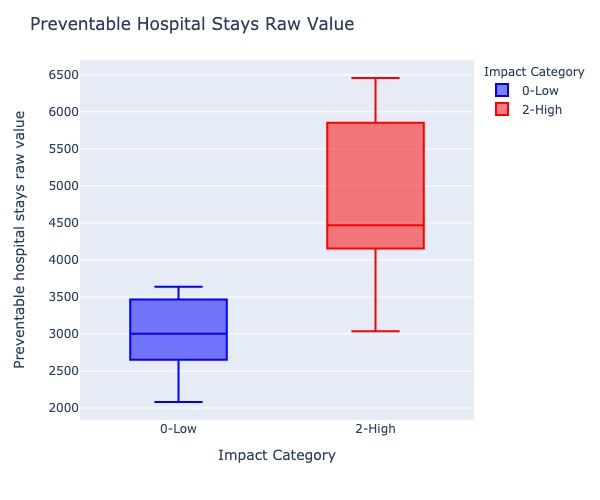 Preventable Hospital Stays Raw Value
Impact Category
0-Low
2-High
Preventable hospital stays raw value
6500
6000
5500
5000
4500
4000
3500
3000
2500
2000
0-Low
2-High
Impact Category